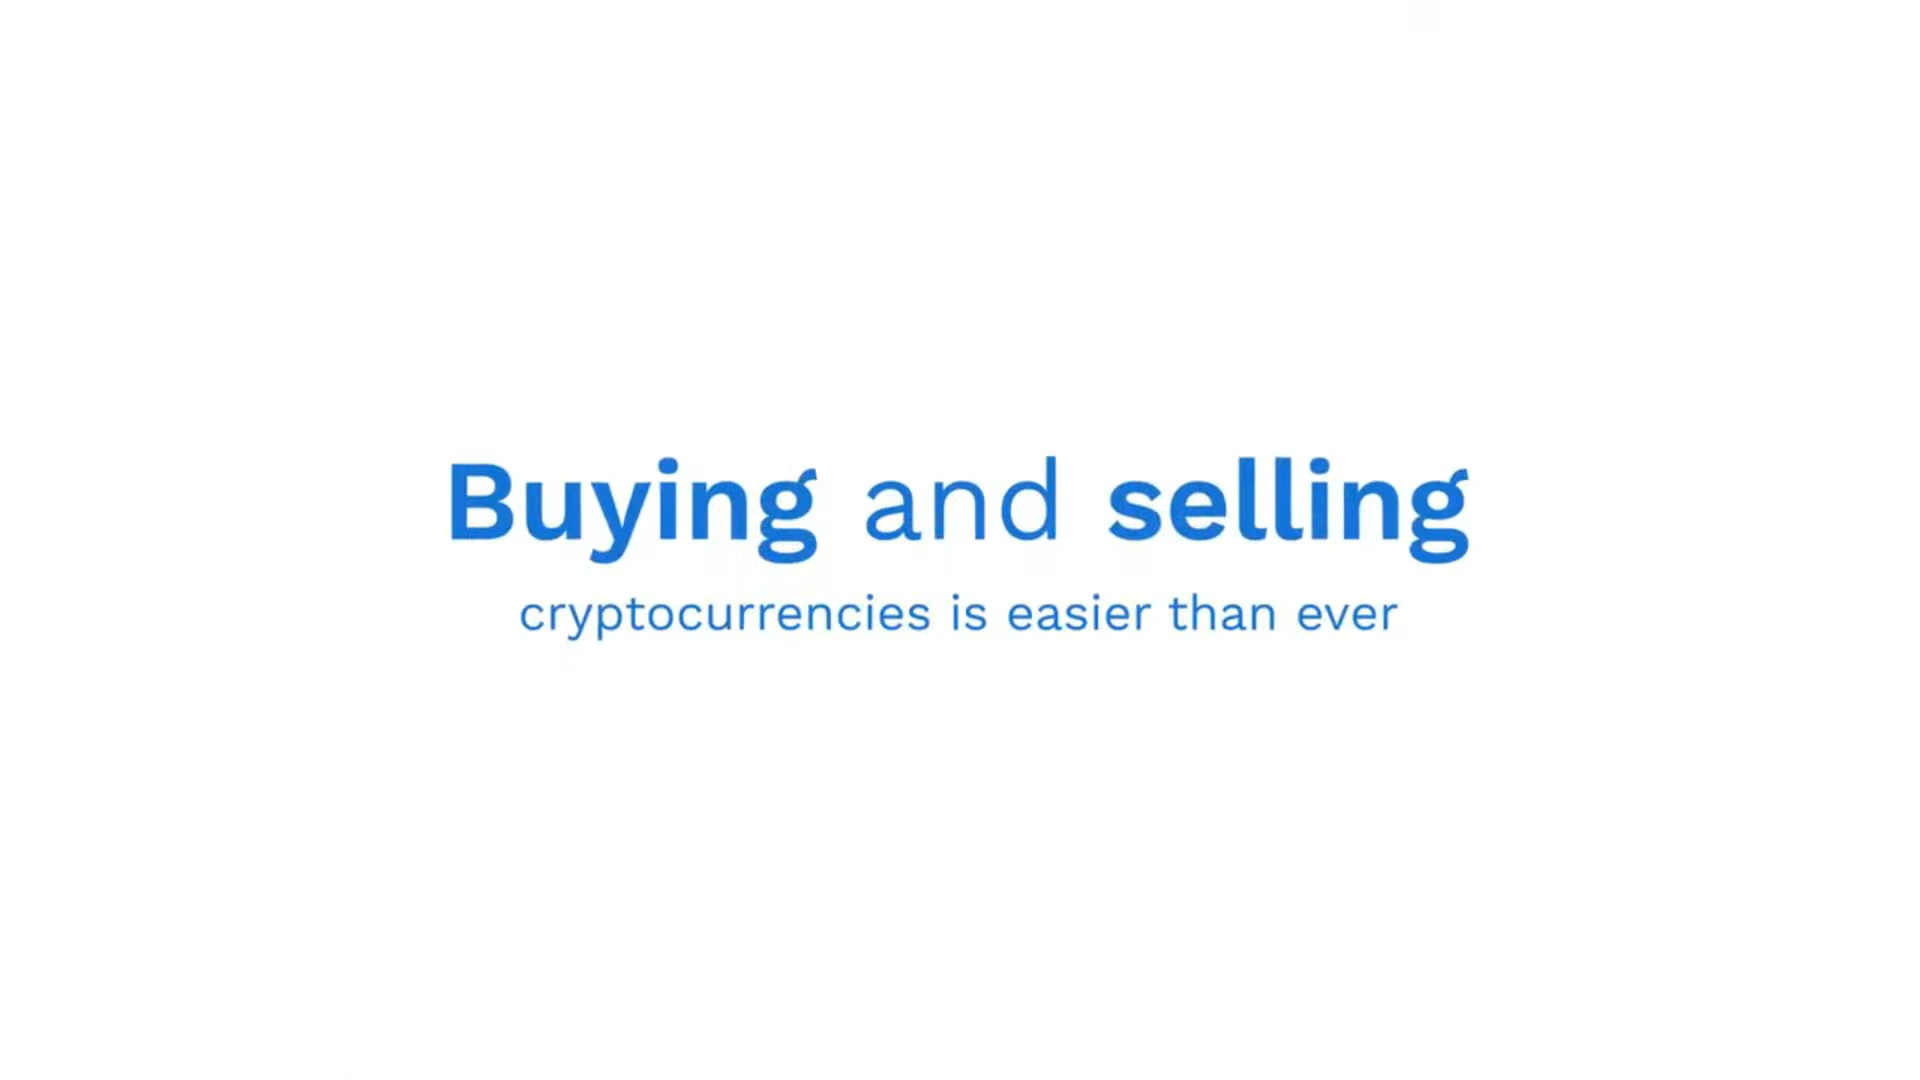 Buying and selling
cryptocurrencies is easier than ever